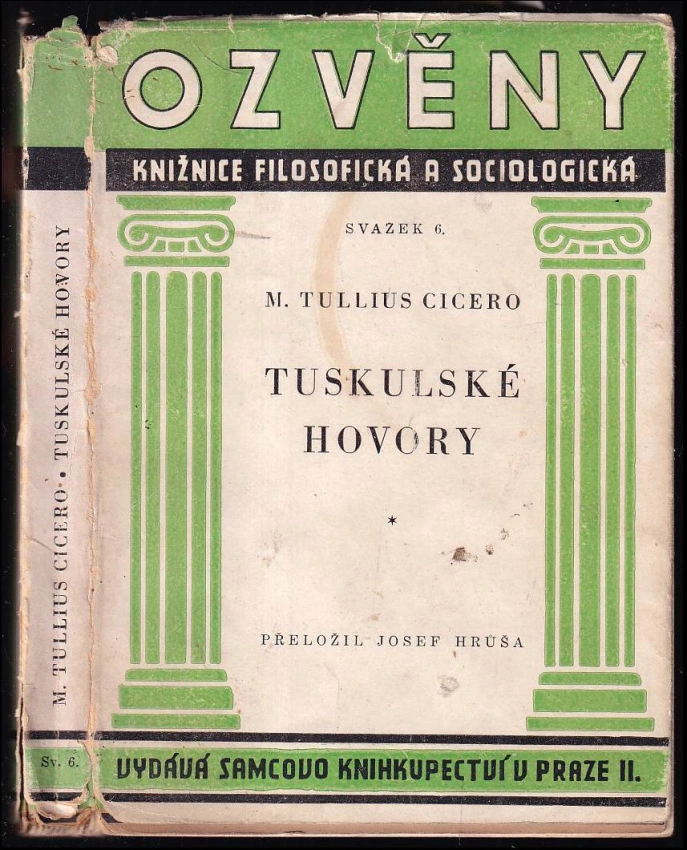 OZVĚNY
KNIŽNICE FILOSOFICKÁ A SOCIOLOGICKÁ
SVAZEK 6.
M. TULLIUS CICERO
TUSKULSKÉ
HOVORY
*
PŘELOŽIL JOSEF HRŮŠA
VYDÁVÁ SAMCOVO KNIHKUPECTVÍ V PRAZE II.
M. TULLIUS CICERO • TUSKULSKÉ HOVORY
Sv. 6.